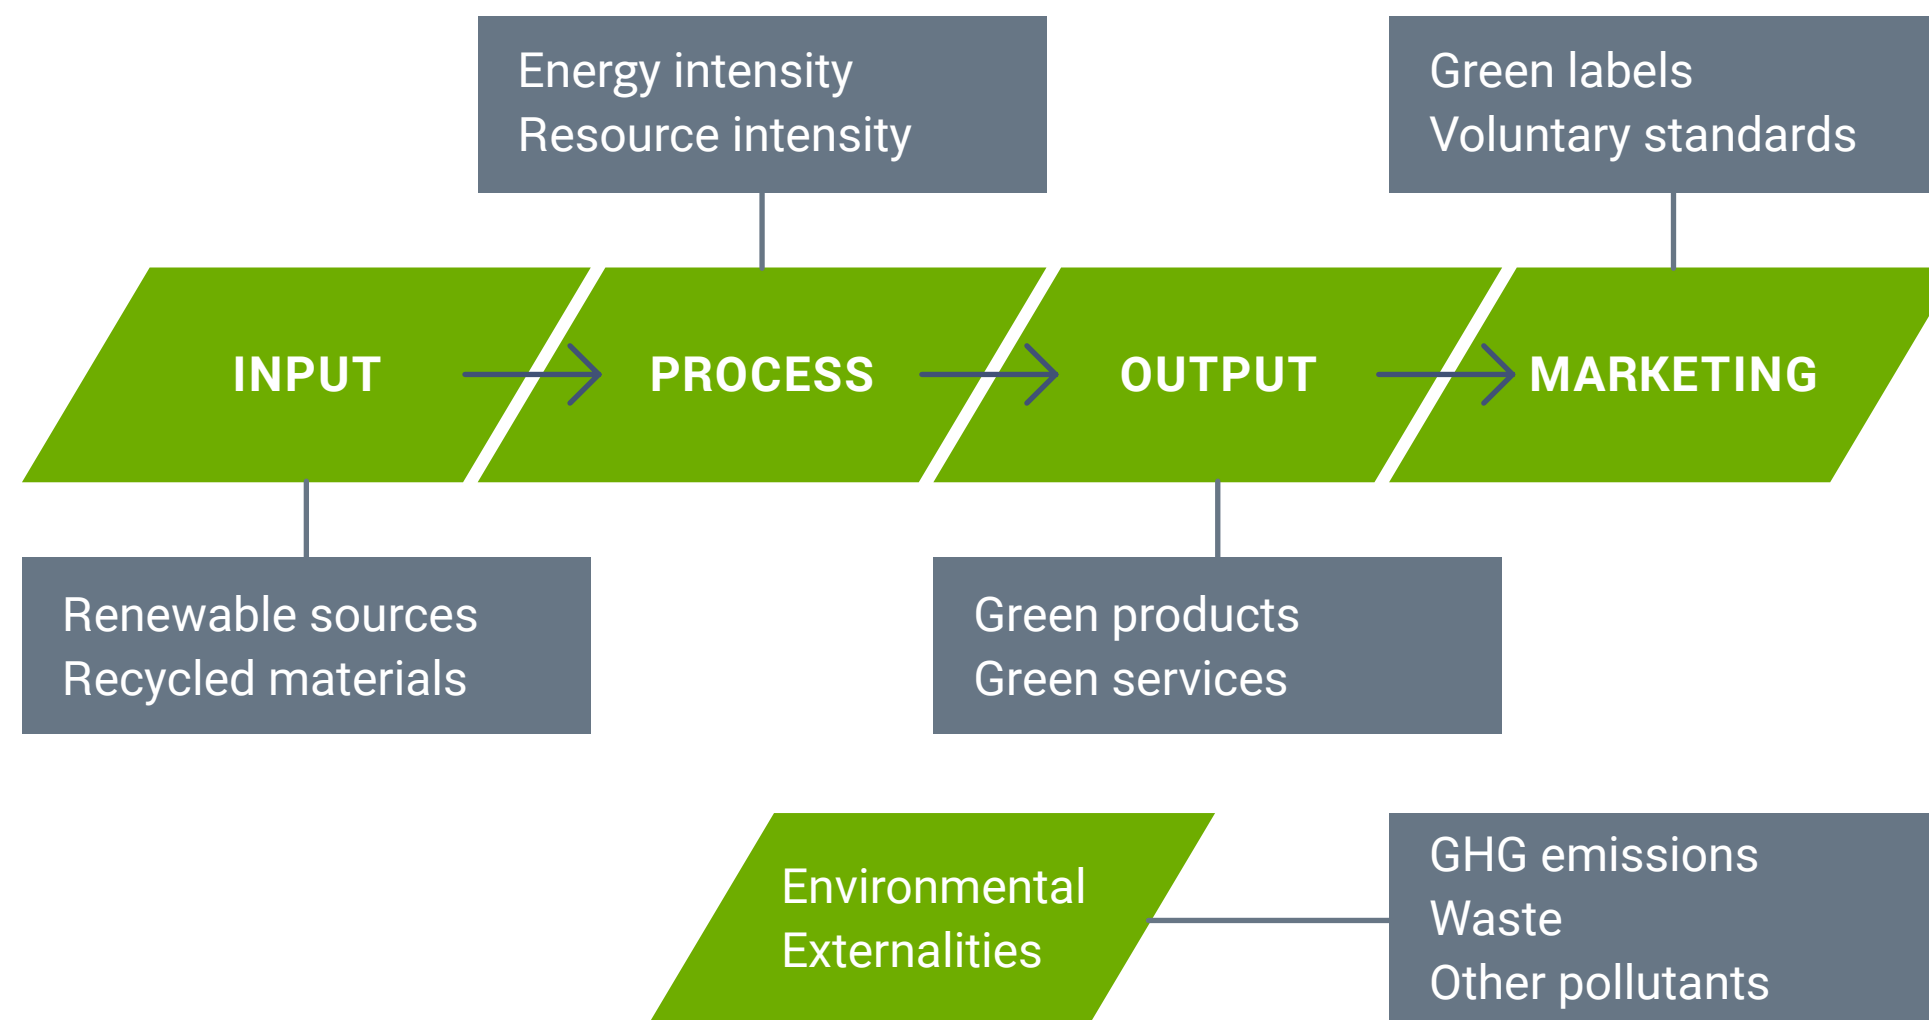 Energy intensity
Resource intensity
Green labels
Voluntary standards
INPUT
PROCESS
OUTPUT
MARKETING
Renewable sources
Recycled materials
Green products
Green services
Environmental
Externalities
GHG emissions
Waste
Other pollutants